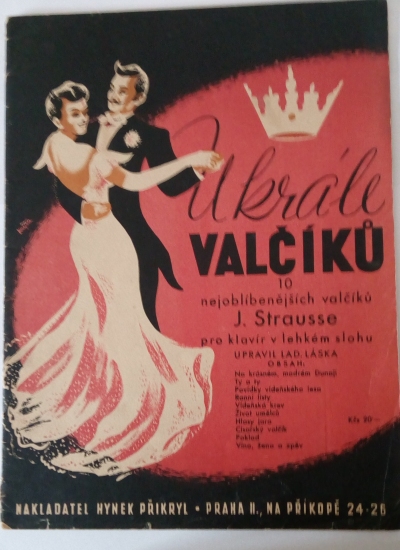 U krále
VALČÍKŮ
10
nejoblíbenějších valčíků
J. Strausse
pro klavír v lehkém slohu
UPRAVIL LAD. LÁSKA
OBSAH:
Na krásném, modrém Dunaji
Ty a ty
Povídky vídeňského lesa
Ranní listy
Vídeňská krev
Život umělců
Hlasy jara
Císařský valčík
Poklad
Víno, ženy a zpěv
Kčs 20 —
NAKLADATEL HYNEK PŘIKRYL • PRAHA II., NA PŘÍKOPĚ 24-26